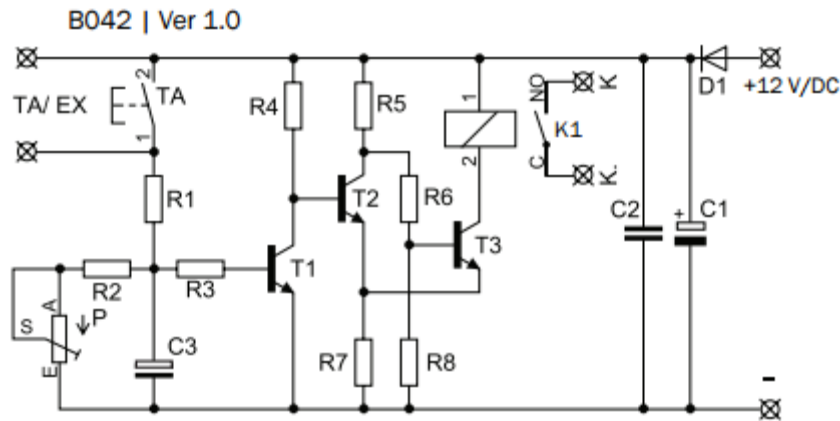 B042 | Ver 1.0
2
TA/ EX
TA
1
R4
R5
1
2
NO
K
K1
C
K.
D1
+12 V/DC
R1
R6
T2
C2
+
C1
R2
R3
T1
T3
A
S
P
E
C3
R7
R8
-